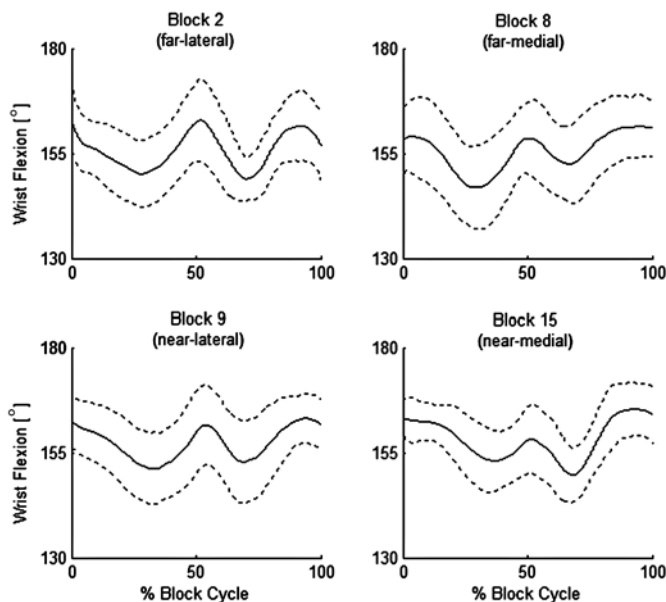 Block 2
(far-lateral)
Block 8
(far-medial)
180
155
130
Wrist Flexion [°]
0
50
100
180
155
130
0
50
100
Block 9
(near-lateral)
Block 15
(near-medial)
180
155
130
Wrist Flexion [°]
0
50
100
% Block Cycle
180
155
130
0
50
100
% Block Cycle